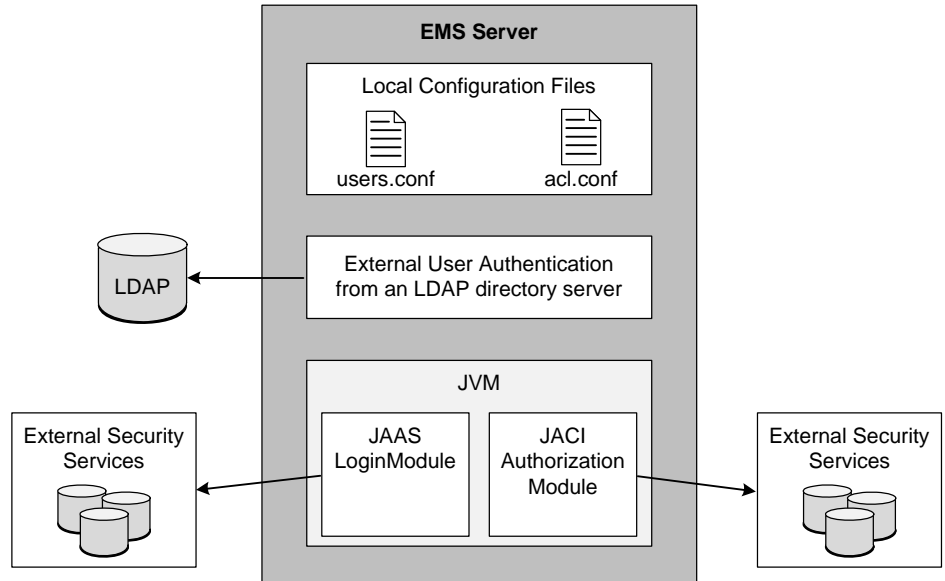 EMS Server
Local Configuration Files
users.conf
acl.conf
External User Authentication
from an LDAP directory server
LDAP
JVM
JAAS
LoginModule
JACI
Authorization
Module
External Security
Services
External Security
Services